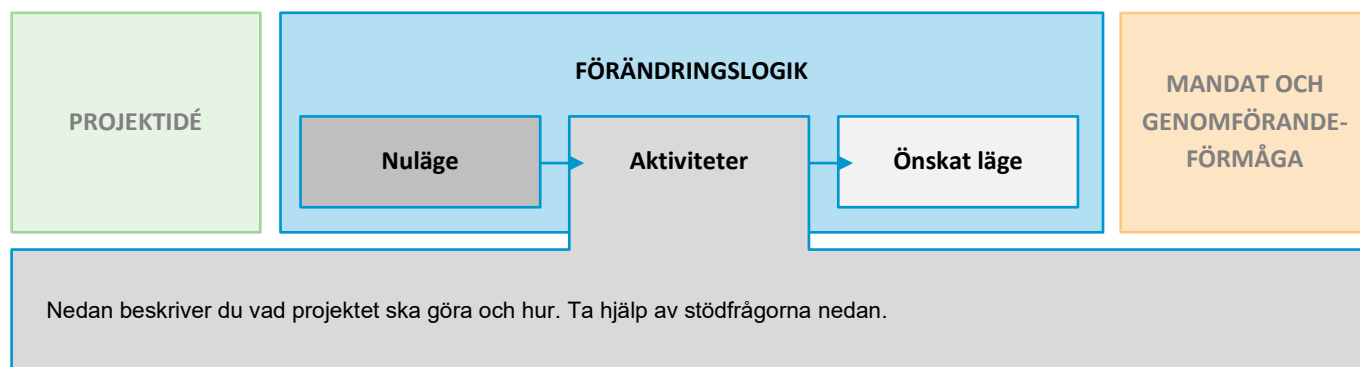 PROJEKTIDÉ
FÖRÄNDRINGSLOGIK
Nuläge
Aktiviteter
Önskat läge
MANDAT OCH
GENOMFÖRANDE-
FÖRMÅGA
Nedan beskriver du vad projektet ska göra och hur. Ta hjälp av stödfrågorna nedan.